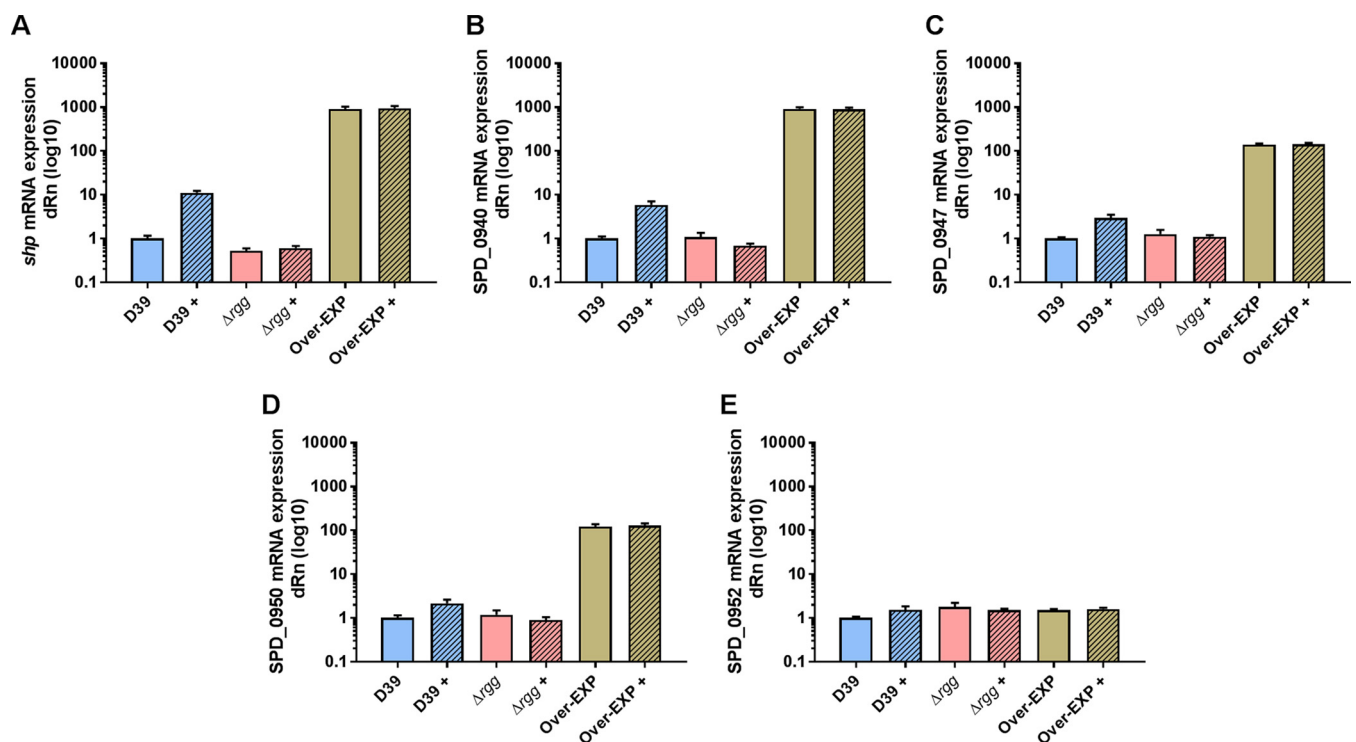 A
shp mRNA expression
dRn (log10)
10000
1000
100
10
1
0.1
D39
D39 +
Δrgg
Δrgg +
Over-EXP
Over-EXP +
B
SPD_0940 mRNA expression
dRn (log10)
10000
1000
100
10
1
0.1
D39
D39 +
Δrgg
Δrgg +
Over-EXP
Over-EXP +
C
SPD_0947 mRNA expression
dRn (log10)
10000
1000
100
10
1
0.1
D39
D39 +
Δrgg
Δrgg +
Over-EXP
Over-EXP +
D
SPD_0950 mRNA expression
dRn (log10)
10000
1000
100
10
1
0.1
D39
D39 +
Δrgg
Δrgg +
Over-EXP
Over-EXP +
E
SPD_0952 mRNA expression
dRn (log10)
10000
1000
100
10
1
0.1
D39
D39 +
Δrgg
Δrgg +
Over-EXP
Over-EXP +